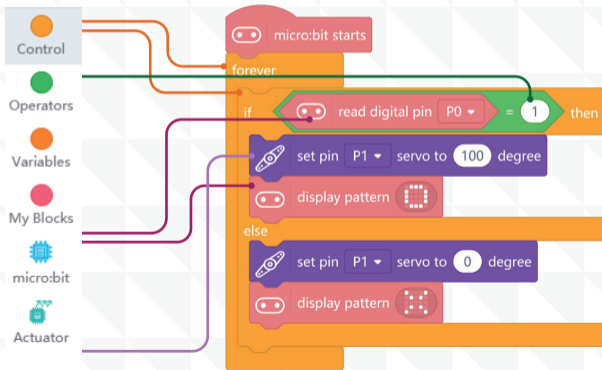 Control
Operators
Variables
My Blocks
micro:bit
Actuator
micro:bit starts
forever
if read digital pin P0 = 1 then
set pin P1 servo to 100 degree
display pattern
else
set pin P1 servo to 0 degree
display pattern